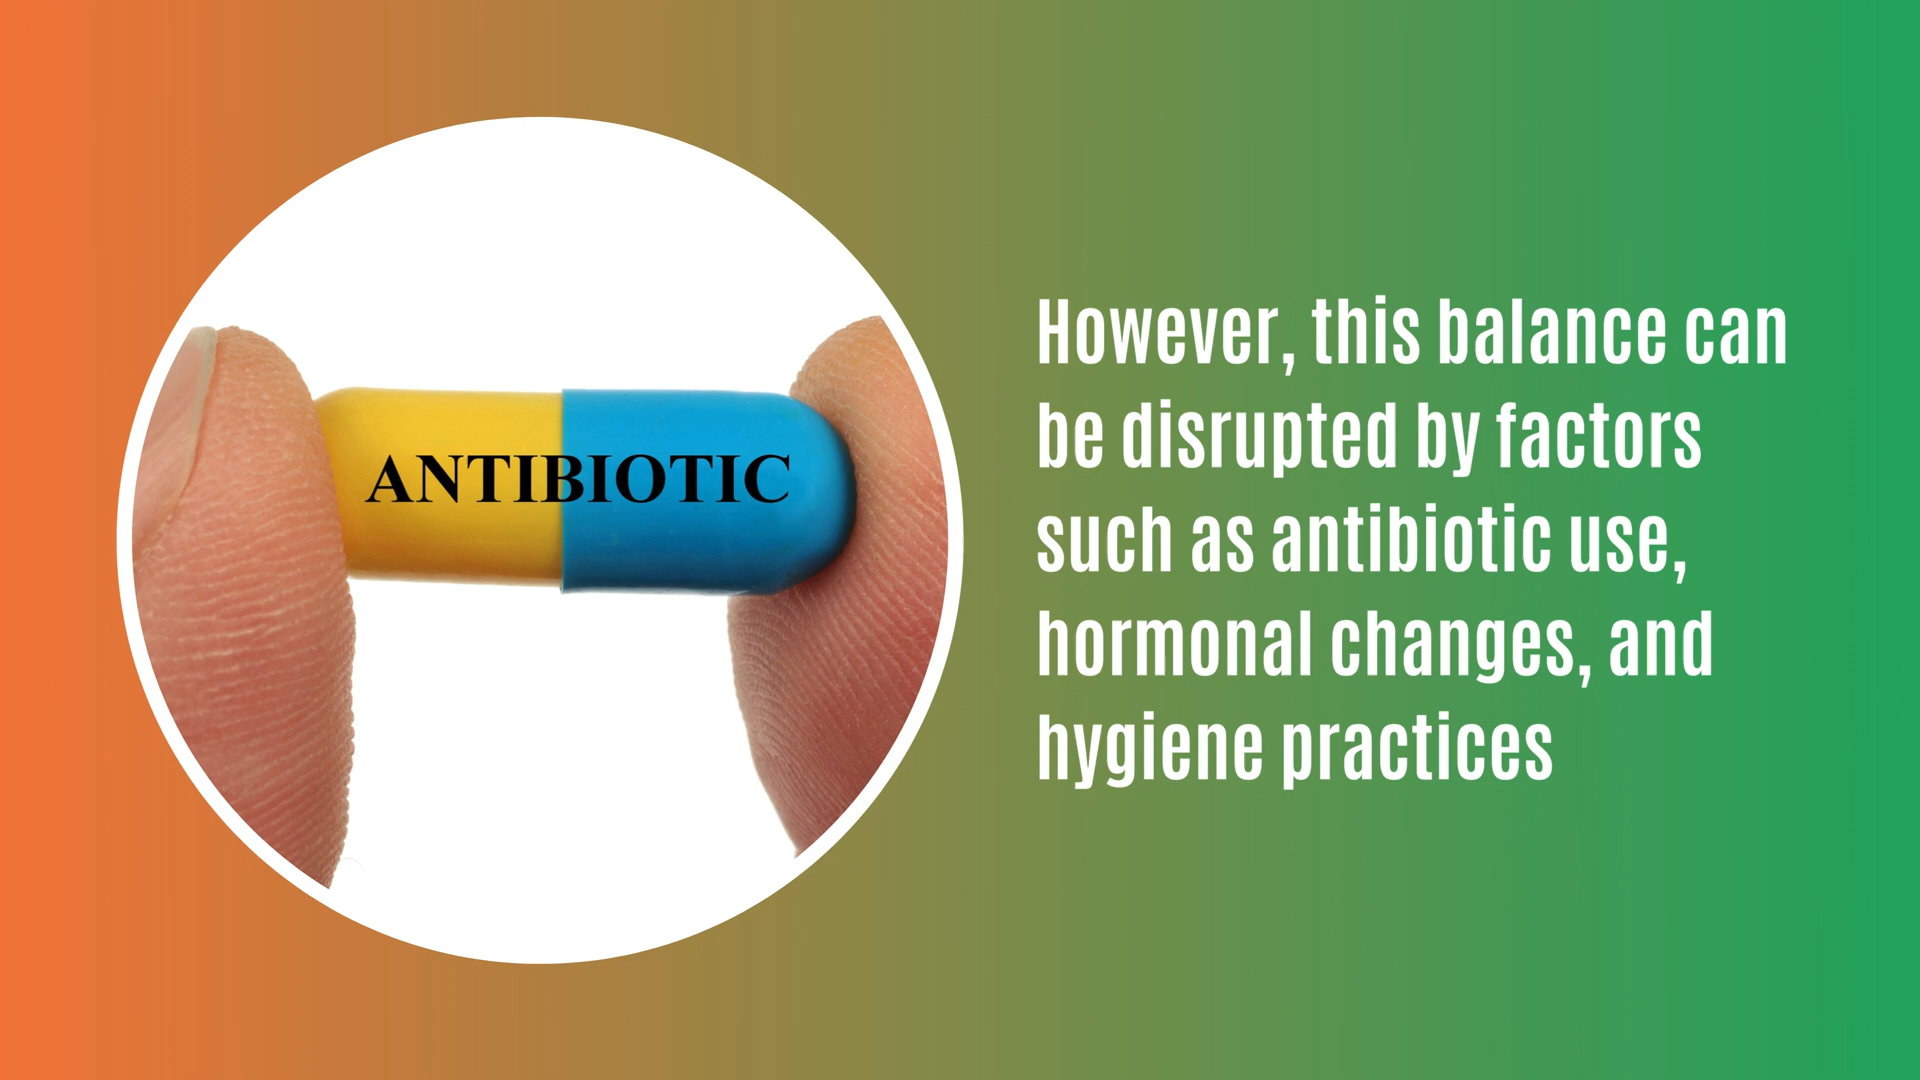 ANTIBIOTIC
However, this balance can
be disrupted by factors
such as antibiotic use,
hormonal changes, and
hygiene practices